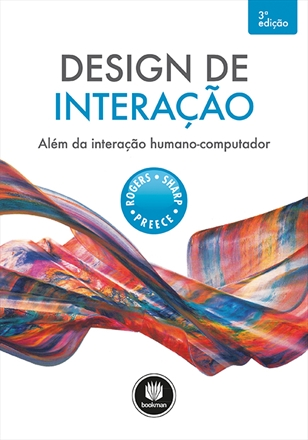 3ª
edição
DESIGN DE
INTERAÇÃO
Além da interação humano-computador
ROGERS • SHARP
PREECE
bookman